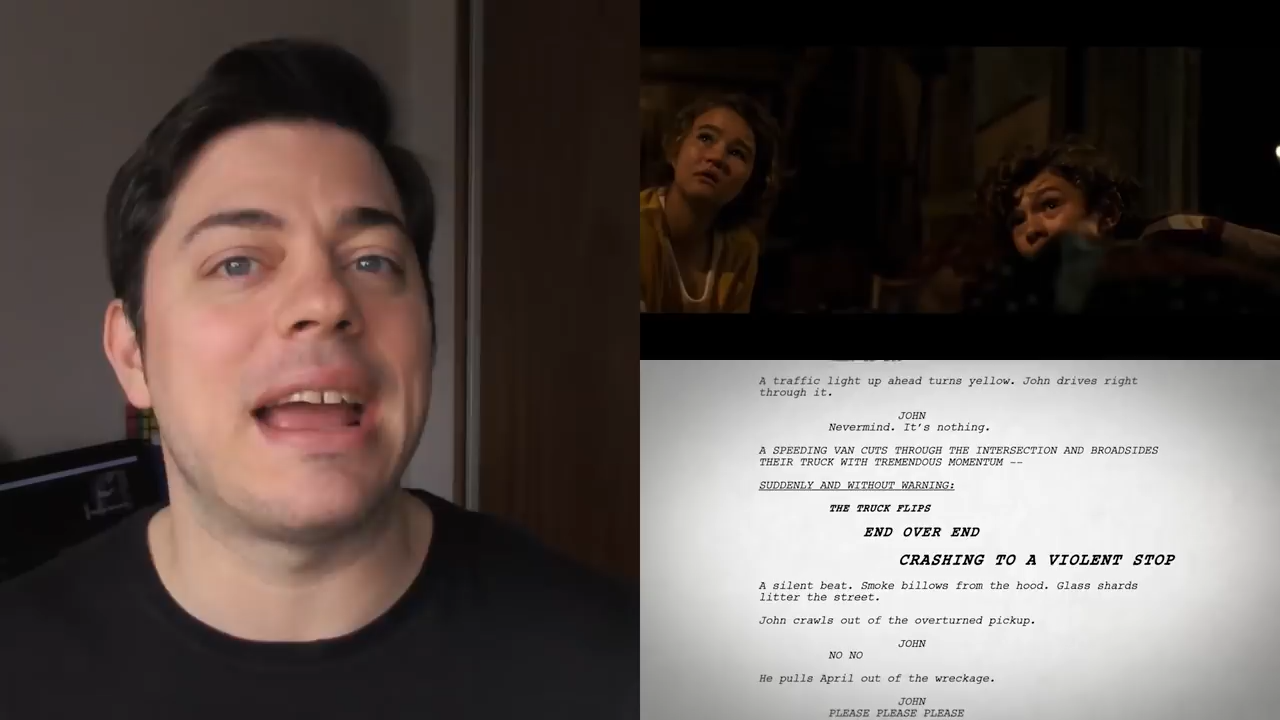 A traffic light up ahead turns yellow. John drives right
through it.
JOHN
Nevermind. It's nothing.
A SPEEDING VAN CUTS THROUGH THE INTERSECTION AND BROADSIDES
THEIR TRUCK WITH TREMENDOUS MOMENTUM --
SUDDENLY AND WITHOUT WARNING:
THE TRUCK FLIPS
END OVER END
CRASHING TO A VIOLENT STOP
A silent beat. Smoke billows from the hood. Glass shards
litter the street.
John crawls out of the overturned pickup.
JOHN
NO NO
He pulls April out of the wreckage.
JOHN
PLEASE PLEASE PLEASE